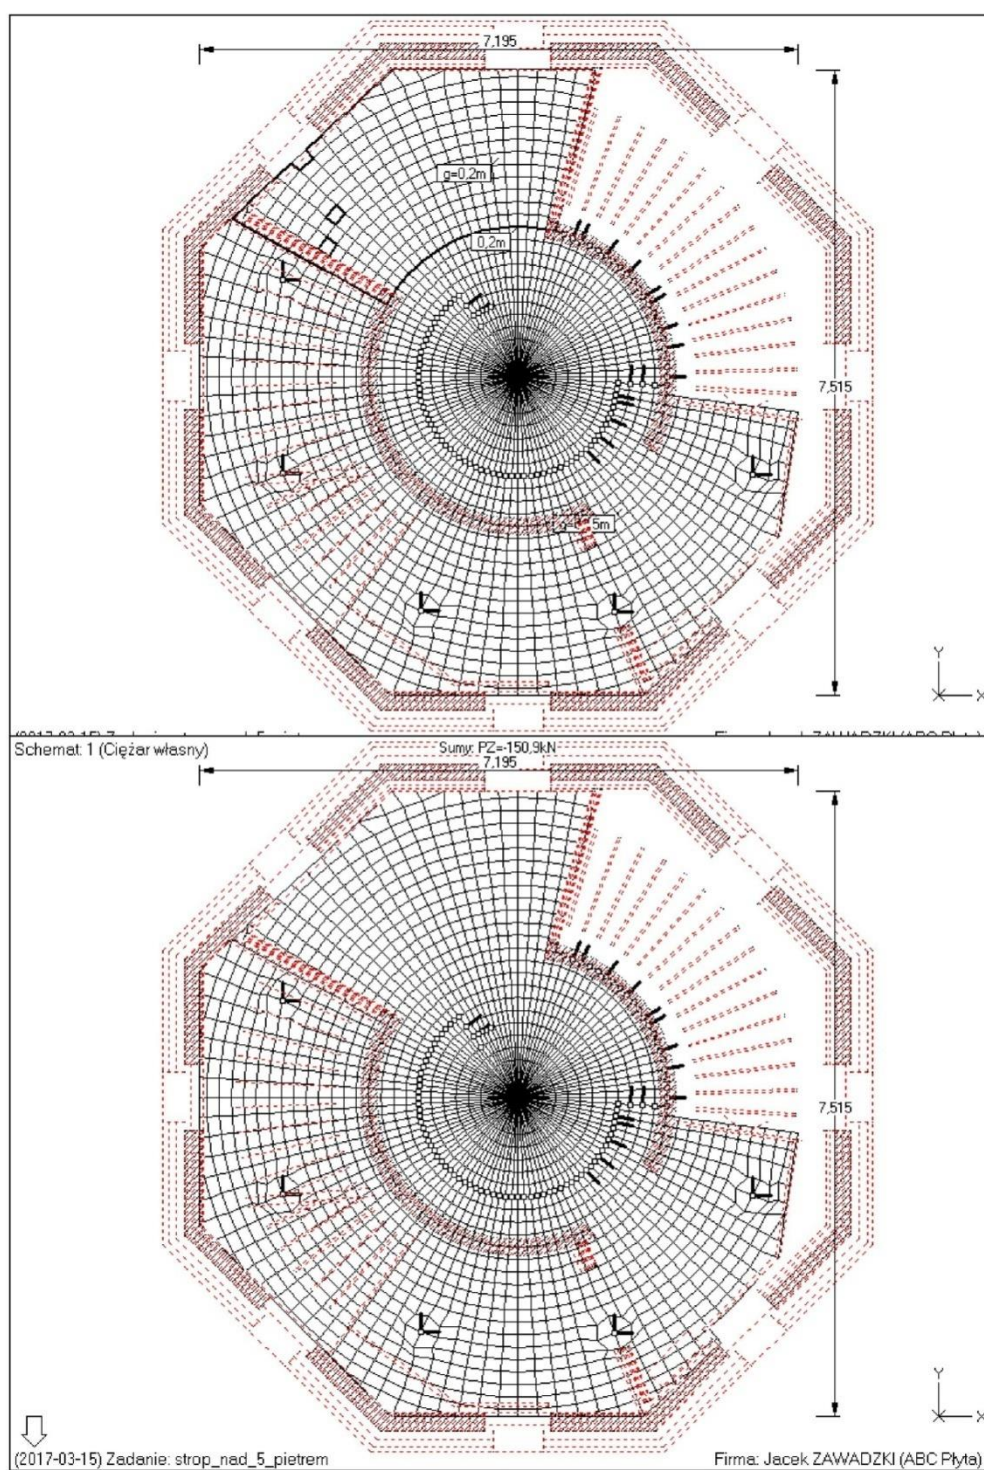 7,195
g=0,2m
0,2m
7,515
5m
Y
X
Schemat: 1 (Ciężar własny)
Sumy: PZ=-150,9kN
7,195
7,515
Y
X
(2017-03-15) Zadanie: strop_nad_5_pietrem
Firma: Jacek ZAWADZKI (ABC Płyta)